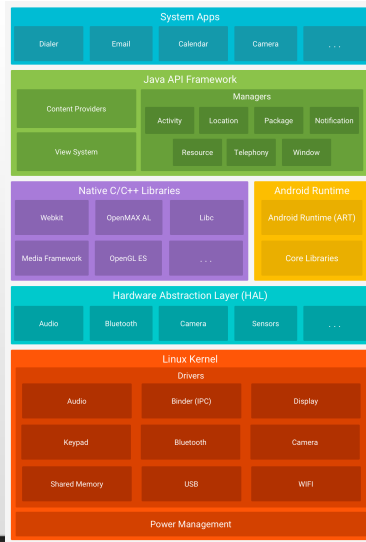 System Apps
Dialer Email Calendar Camera . . .
Java API Framework
Content Providers
View System
Managers
Activity Location Package Notification
Resource Telephony Window
Native C/C++ Libraries
Webkit OpenMAX AL Libc
Media Framework OpenGL ES . . .
Android Runtime
Android Runtime (ART)
Core Libraries
Hardware Abstraction Layer (HAL)
Audio Bluetooth Camera Sensors . . .
Linux Kernel
Drivers
Audio Binder (IPC) Display
Keypad Bluetooth Camera
Shared Memory USB WIFI
Power Management